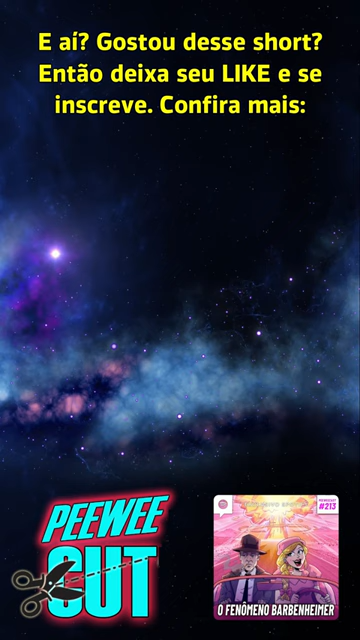 E aí? Gostou desse short?
Então deixa seu LIKE e se
inscreve. Confira mais:
PEEWEE
CUT
#213
O FENÔMENO BARBENHEIMER